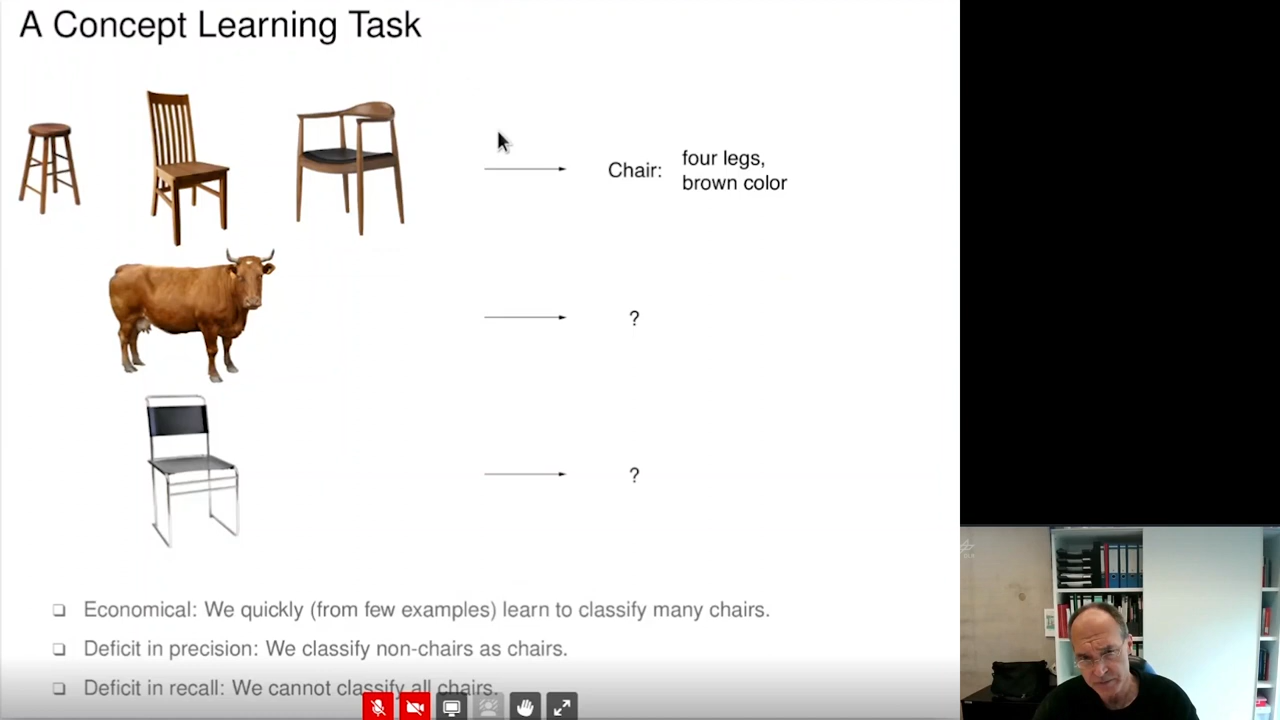 A Concept Learning Task
Chair:
four legs,
brown color
?
?
❑ Economical: We quickly (from few examples) learn to classify many chairs.
❑ Deficit in precision: We classify non-chairs as chairs.
❑ Deficit in recall: We cannot classify all chairs.